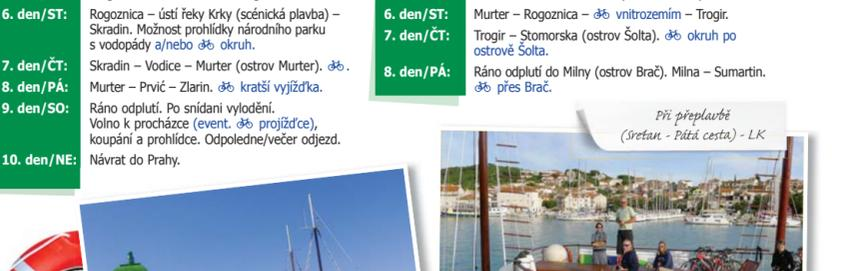 6. den/ST: Rogoznica – ústí řeky Krky (scénická plavba) –
Skradin. Možnost prohlídky národního parku
s vodopády a/nebo okruh.
7. den/ČT: Skradin – Vodice – Murter (ostrov Murter). .
8. den/PÁ: Murter – Prvić – Zlarin. kratší vyjížďka.
9. den/SO: Ráno odplutí. Po snídani vylodění.
Volno k procházce (event. projížďce),
koupání a prohlídce. Odpoledne/večer odjezd.
10. den/NE: Návrat do Prahy.
6. den/ST: Murter – Rogoznica – vnitrozemím – Trogir.
7. den/ČT: Trogir – Stomorska (ostrov Šolta). okruh po
ostrově Šolta.
8. den/PÁ: Ráno odplutí do Milny (ostrov Brač). Milna – Sumartin.
přes Brač.
Při přeplavbě
(Sretan - Pátá cesta) - LK